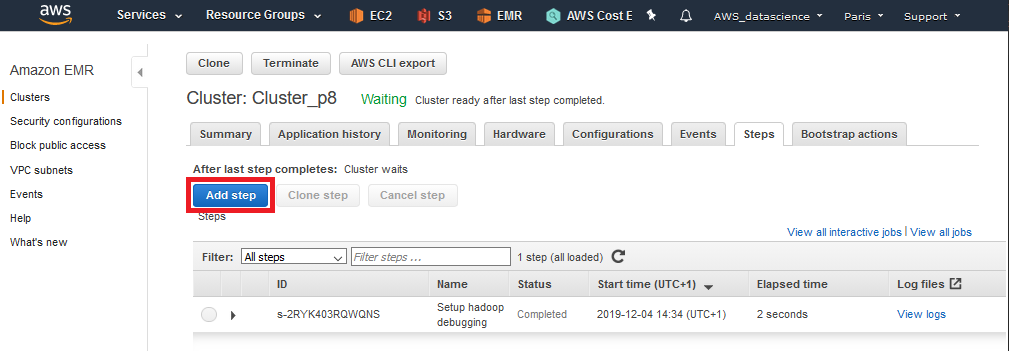 aws Services Resource Groups EC2 S3 EMR AWS Cost E AWS_datascience Paris Support
Amazon EMR
Clusters
Security configurations
Block public access
VPC subnets
Events
Help
What's new
Clone Terminate AWS CLI export
Cluster: Cluster_p8 Waiting Cluster ready after last step completed.
Summary Application history Monitoring Hardware Configurations Events Steps Bootstrap actions
After last step completes: Cluster waits
Add step Clone step Cancel step
Steps
View all interactive jobs | View all jobs
Filter: All steps Filter steps ... 1 step (all loaded)
ID Name Status Start time (UTC+1) Elapsed time Log files
s-2RYK403RQWQNS Setup hadoop debugging Completed 2019-12-04 14:34 (UTC+1) 2 seconds View logs